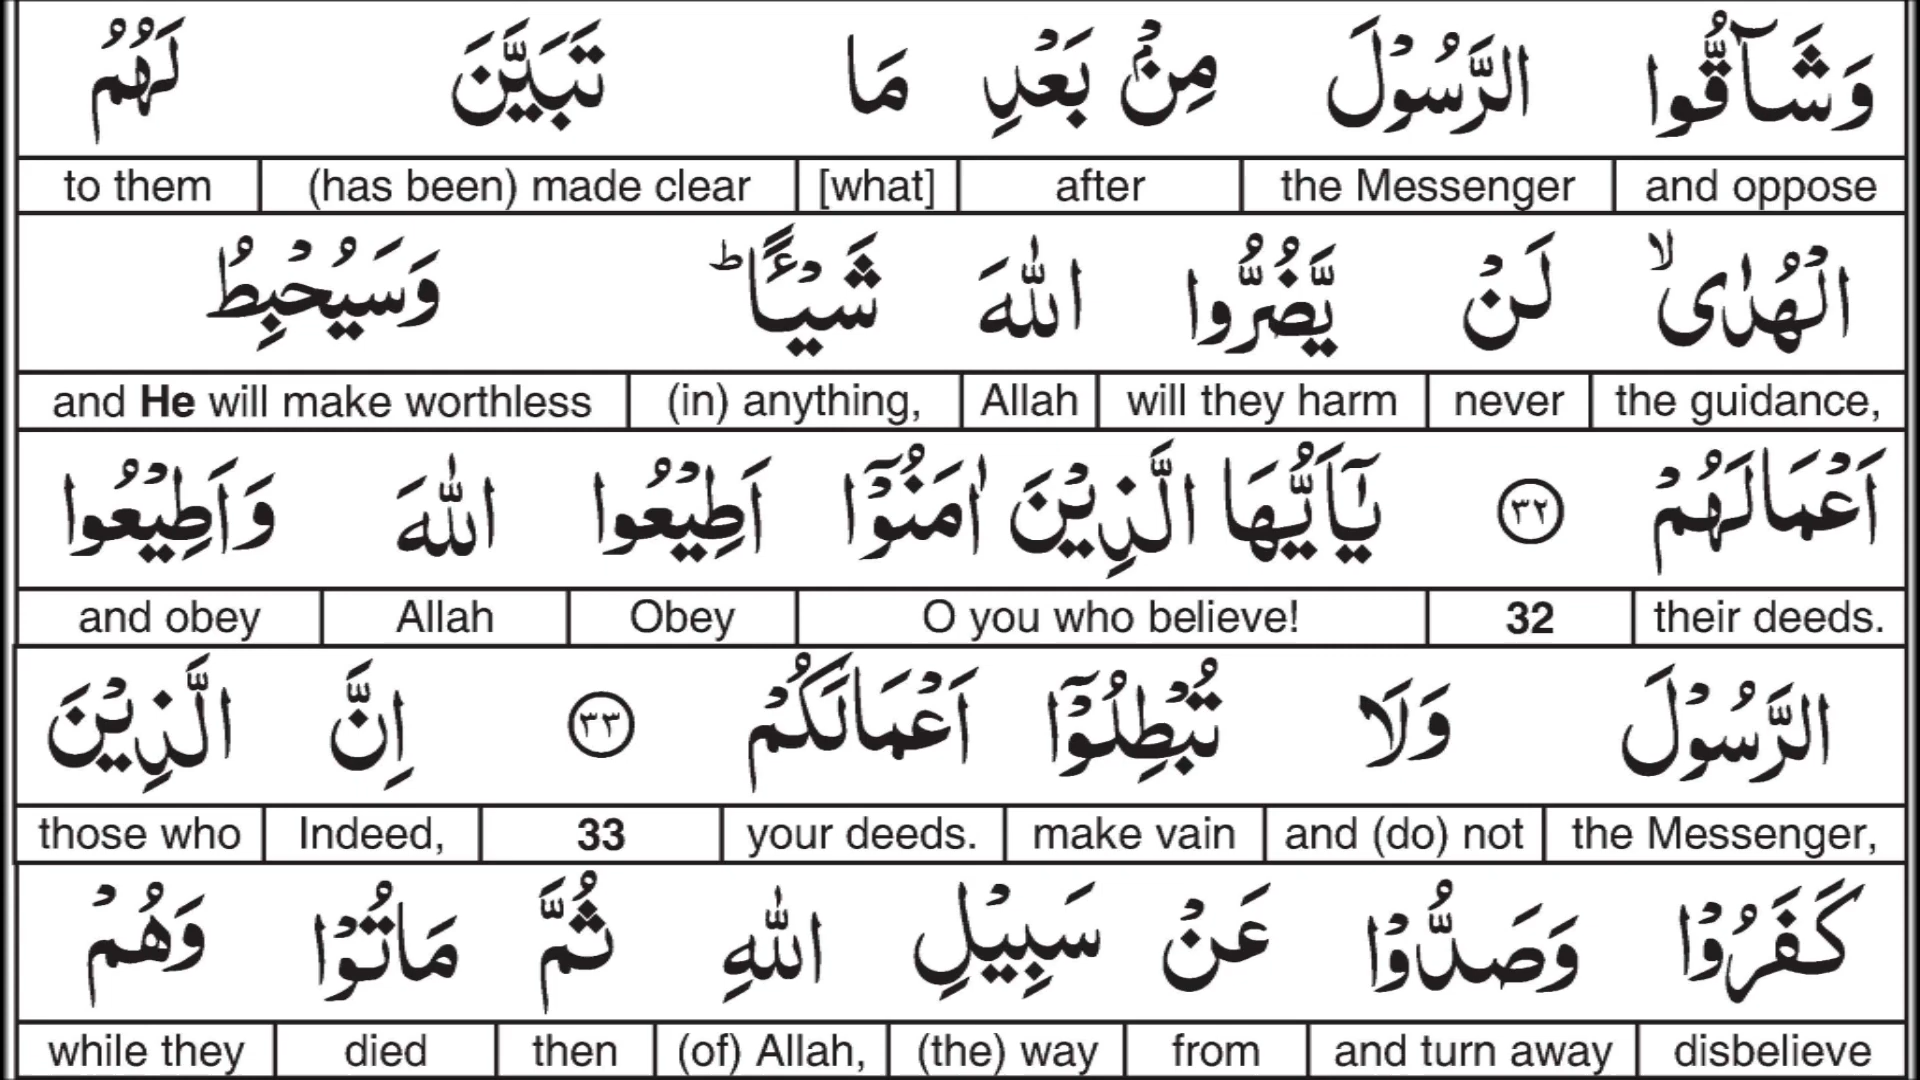 وَشَآقُّوا الرَّسُوْلَ مِنْۢ بَعْدِ مَا تَبَيَّنَ لَهُمُ
to them (has been) made clear [what] after the Messenger and oppose
الْهُدٰىۙ لَنْ يَّضُرُّوا اللّٰهَ شَيْـًٔاؕ وَسَيُحْبِطُ
and He will make worthless (in) anything, Allah will they harm never the guidance,
اَعْمَالَهُمْ ٣٢ يٰۤاَيُّهَا الَّذِيْنَ اٰمَنُوْۤا اَطِيْعُوا اللّٰهَ وَاَطِيْعُوا
and obey Allah Obey O you who believe! 32 their deeds.
الرَّسُوْلَ وَلَا تُبْطِلُوْۤا اَعْمَالَكُمْ ٣٣ اِنَّ الَّذِيْنَ
those who Indeed, 33 your deeds. make vain and (do) not the Messenger,
كَفَرُوْا وَصَدُّوْا عَنْ سَبِيْلِ اللّٰهِ ثُمَّ مَاتُوْا وَهُمْ
while they died then (of) Allah, (the) way from and turn away disbelieve